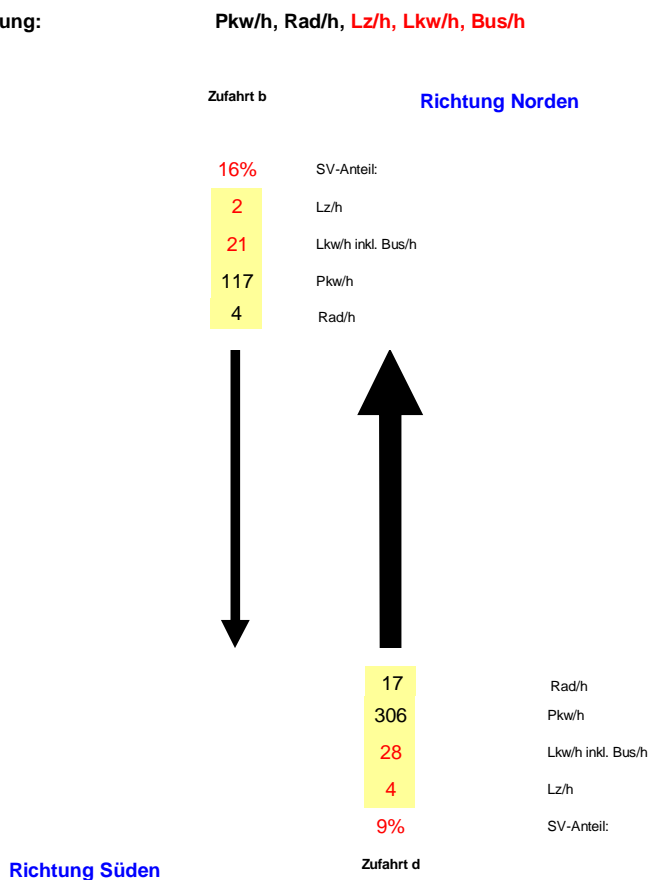 ung: Pkw/h, Rad/h, Lz/h, Lkw/h, Bus/h
Zufahrt b Richtung Norden
16% SV-Anteil:
2 Lz/h
21 Lkw/h inkl. Bus/h
117 Pkw/h
4 Rad/h
17 Rad/h
306 Pkw/h
28 Lkw/h inkl. Bus/h
4 Lz/h
9% SV-Anteil:
Richtung Süden Zufahrt d